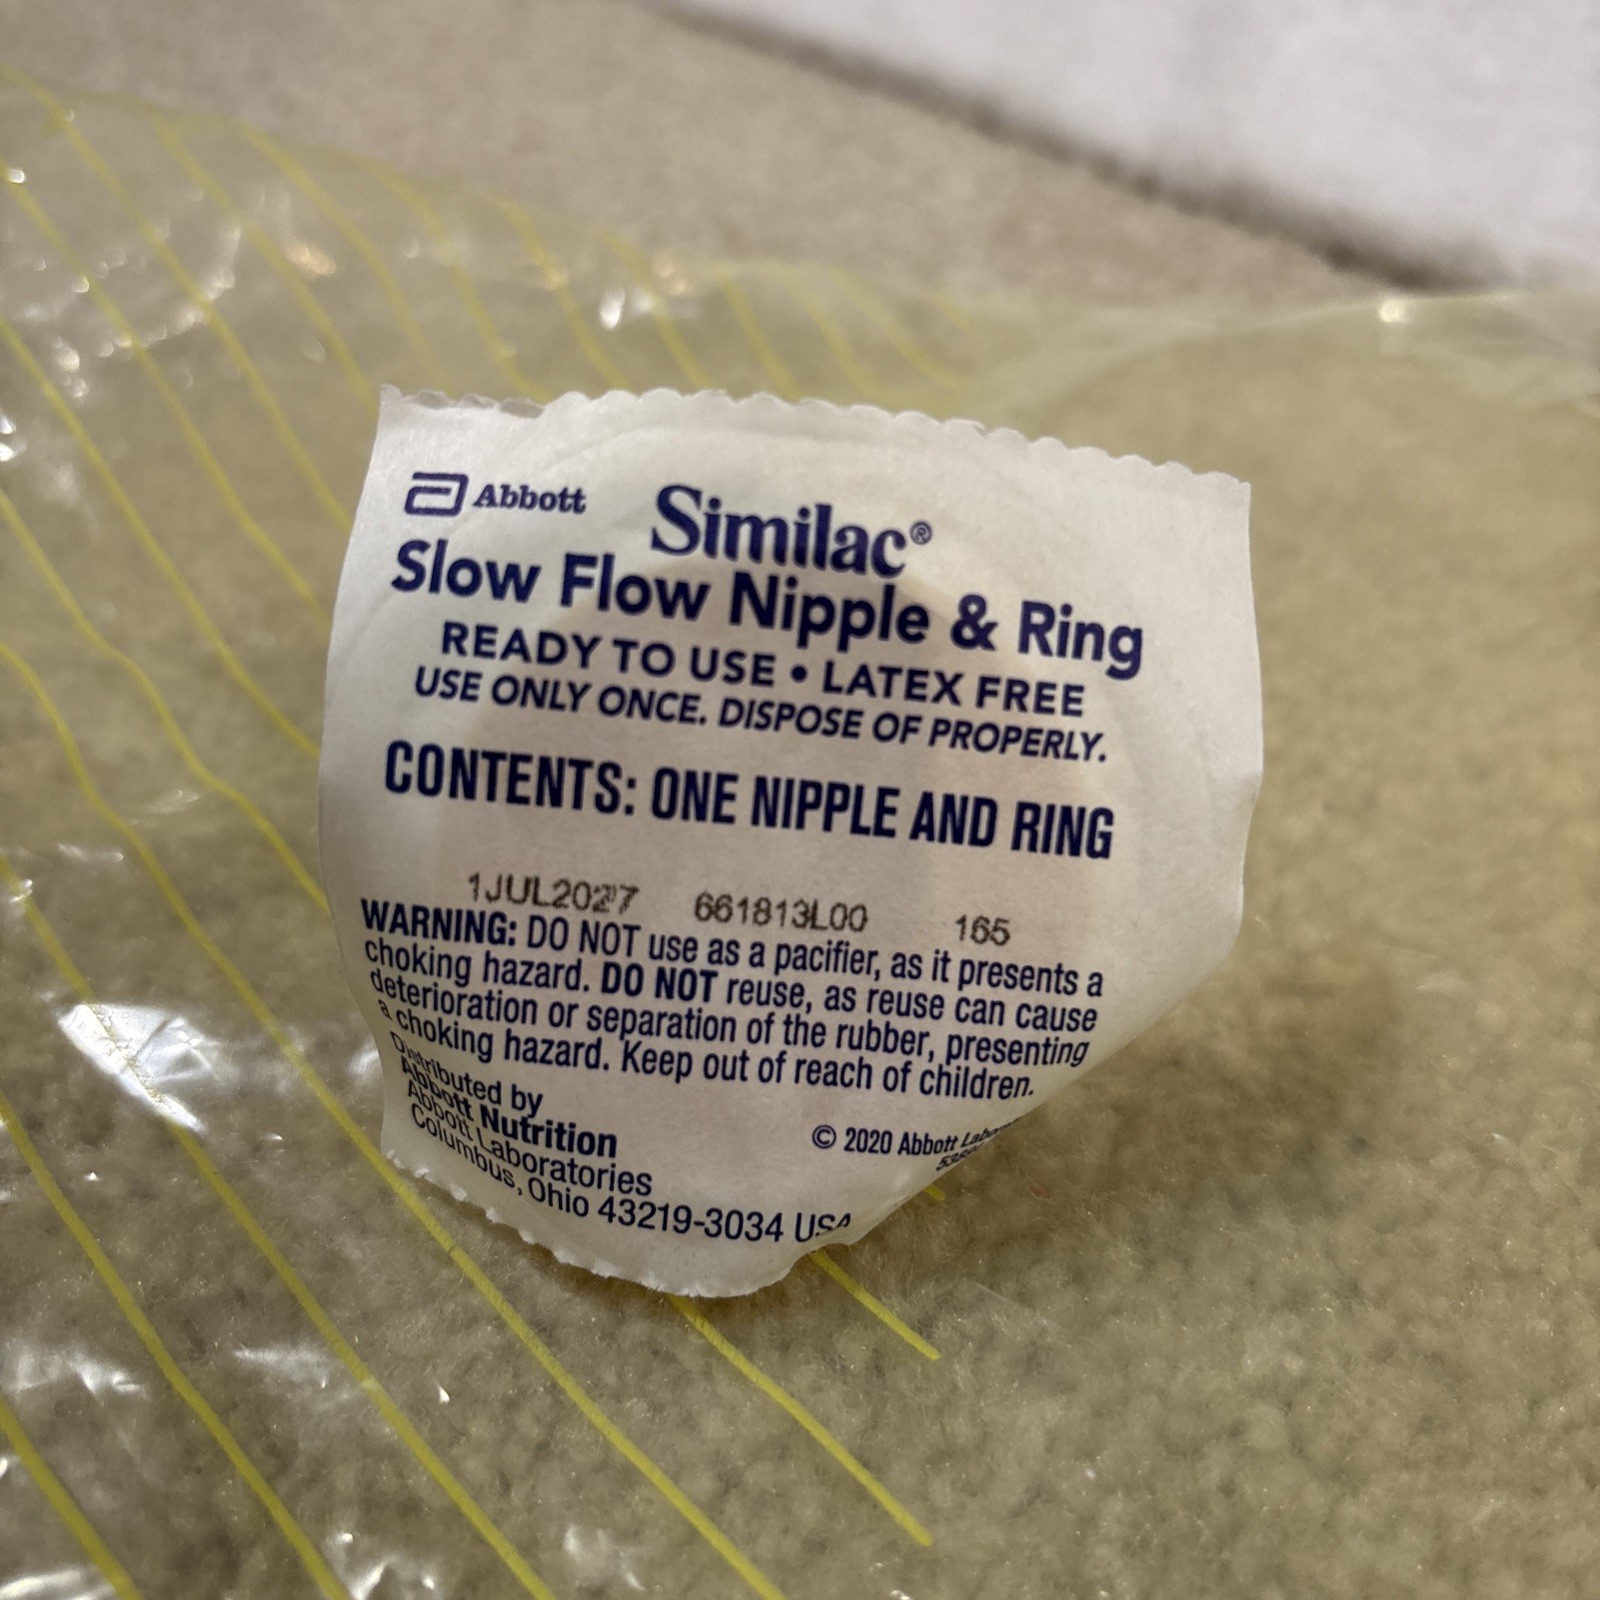 Abbott Similac®
Slow Flow Nipple & Ring
READY TO USE • LATEX FREE
USE ONLY ONCE. DISPOSE OF PROPERLY.
CONTENTS: ONE NIPPLE AND RING
1JUL2027 661813L00 165
WARNING: DO NOT use as a pacifier, as it presents a
choking hazard. DO NOT reuse, as reuse can cause
deterioration or separation of the rubber, presenting
a choking hazard. Keep out of reach of children.
Distributed by
Abbott Nutrition
Abbott Laboratories
Columbus, Ohio 43219-3034 USA
© 2020 Abbott